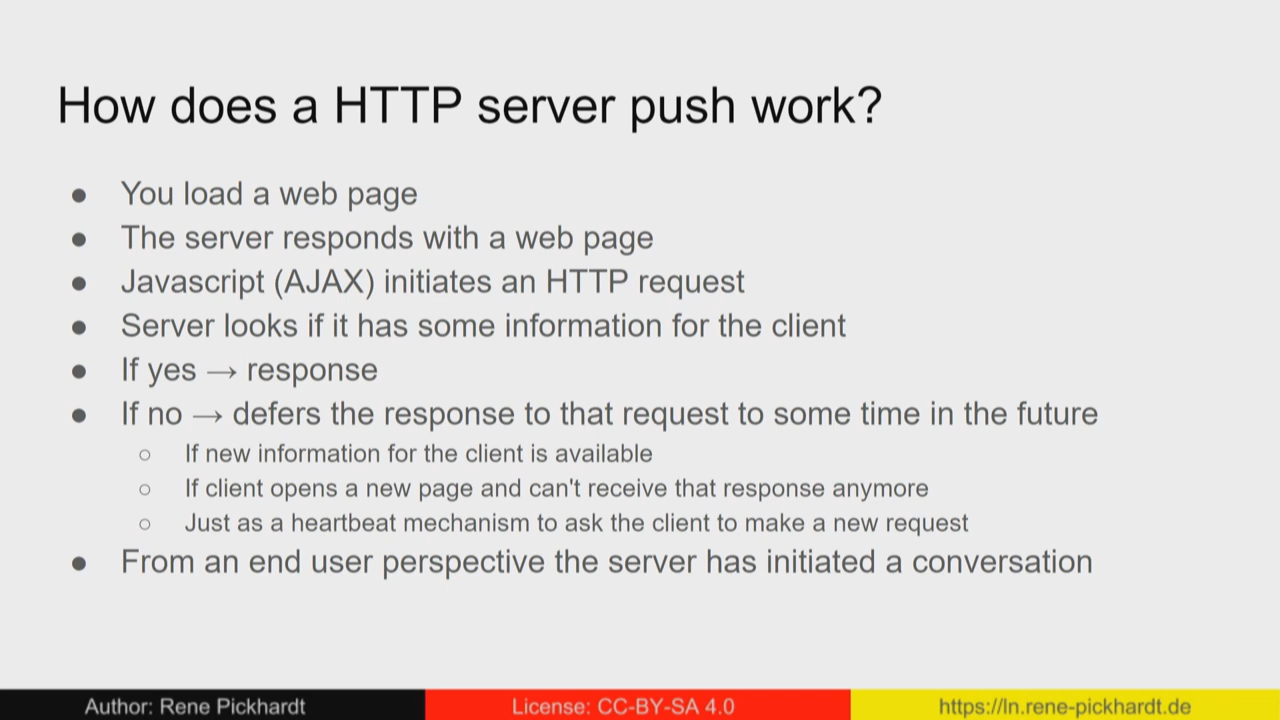 How does a HTTP server push work?
● You load a web page
● The server responds with a web page
● Javascript (AJAX) initiates an HTTP request
● Server looks if it has some information for the client
● If yes → response
● If no → defers the response to that request to some time in the future
○ If new information for the client is available
○ If client opens a new page and can't receive that response anymore
○ Just as a heartbeat mechanism to ask the client to make a new request
● From an end user perspective the server has initiated a conversation
Author: Rene Pickhardt
License: CC-BY-SA 4.0
https://ln.rene-pickhardt.de